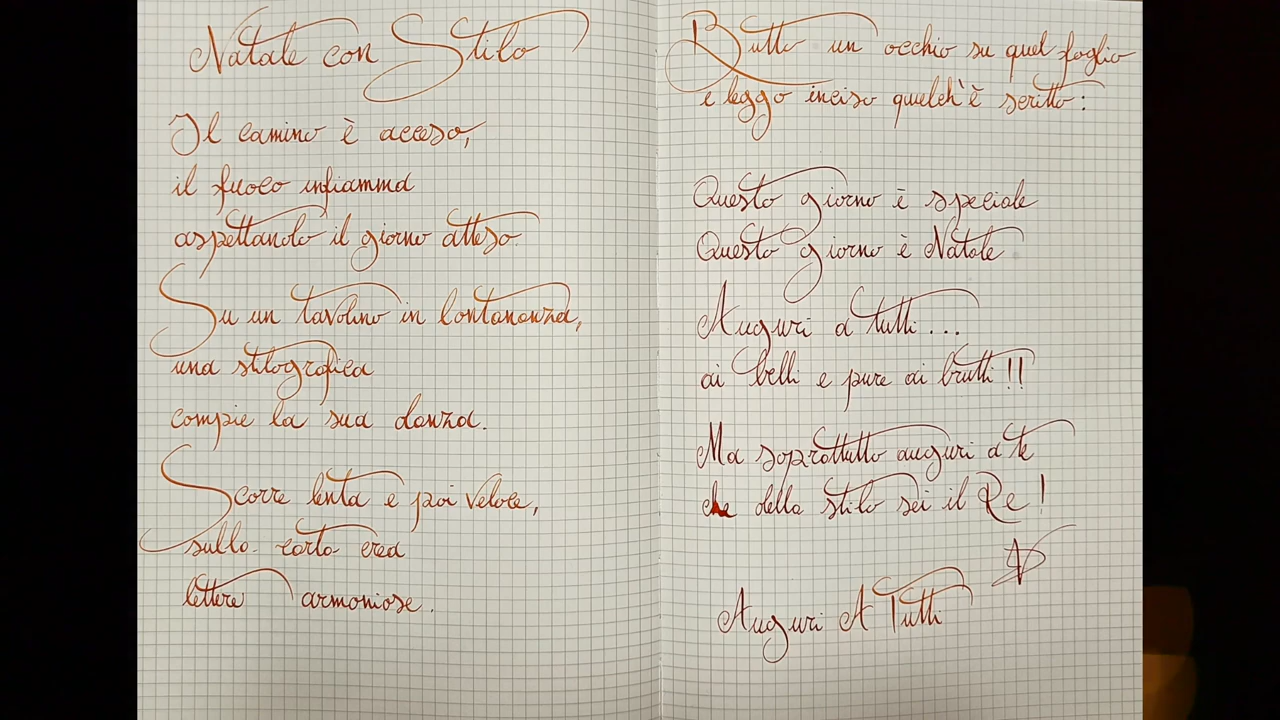 Natale con Stilo
Il camino è acceso,
il fuoco infiamma
aspettando il giorno atteso.
Su un tavolino in lontananza,
una stilografica
compie la sua danza.
Scorre lenta e poi veloce,
sulla carta crea
lettere armoniose.
Butto un occhio su quel foglio
e leggo inciso quelch'è scritto:
Questo giorno è speciale
Questo giorno è Natale
Auguri a tutti...
ai belli e pure ai brutti!!
Ma soprattutto auguri a te
che della stilo sei il Re!
Auguri A Tutti